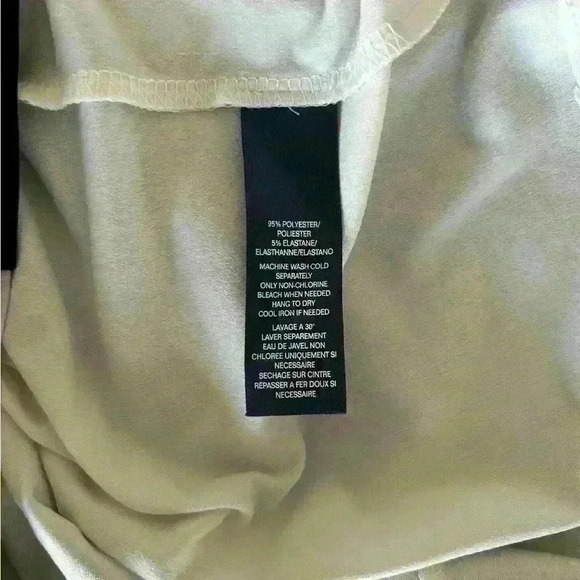 95% POLYESTER/
POLIESTER
5% ELASTANE/
ELASTHANNE/ELASTANO
MACHINE WASH COLD
SEPARATELY
ONLY NON-CHLORINE
BLEACH WHEN NEEDED
HANG TO DRY
COOL IRON IF NEEDED
LAVAGE A 30°
LAVER SEPAREMENT
EAU DE JAVEL NON
CHLOREE UNIQUEMENT SI
NECESSAIRE
SECHAGE SUR CINTRE
REPASSER A FER DOUX SI
NECESSAIRE